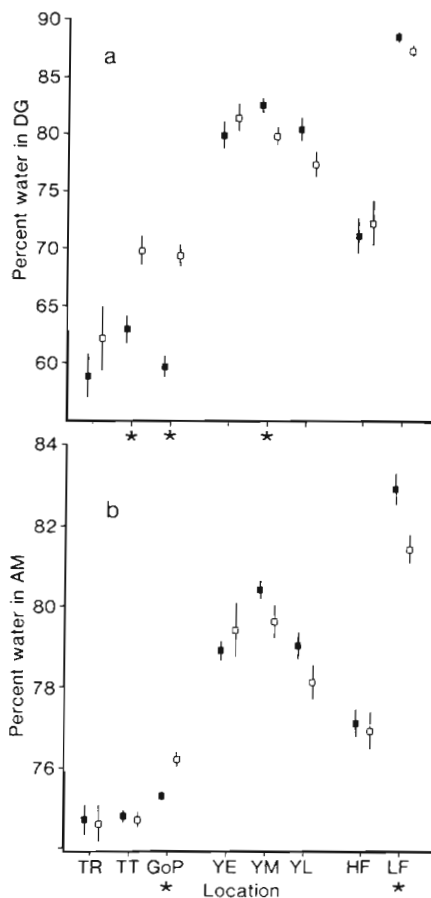 a
Percent water in DG
90
85
80
75
70
65
60
* * *
b
Percent water in AM
84
82
80
78
76
TR TT GoP YE YM YL HF LF
* Location *